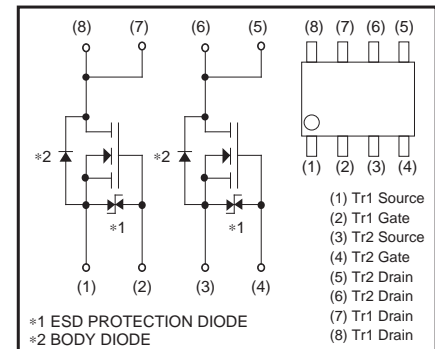 (8) (7) (6) (5) (8) (7) (6) (5)
∗2 ∗2
∗1 ∗1
(1) (2) (3) (4) (1) (2) (3) (4)
(1) Tr1 Source
(2) Tr1 Gate
(3) Tr2 Source
(4) Tr2 Gate
(5) Tr2 Drain
(6) Tr2 Drain
(7) Tr1 Drain
(8) Tr1 Drain
∗1 ESD PROTECTION DIODE
∗2 BODY DIODE